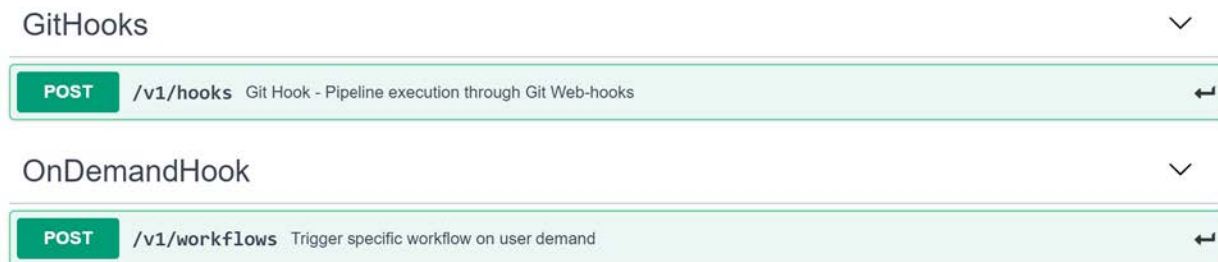 GitHooks
POST /v1/hooks Git Hook - Pipeline execution through Git Web-hooks
OnDemandHook
POST /v1/workflows Trigger specific workflow on user demand